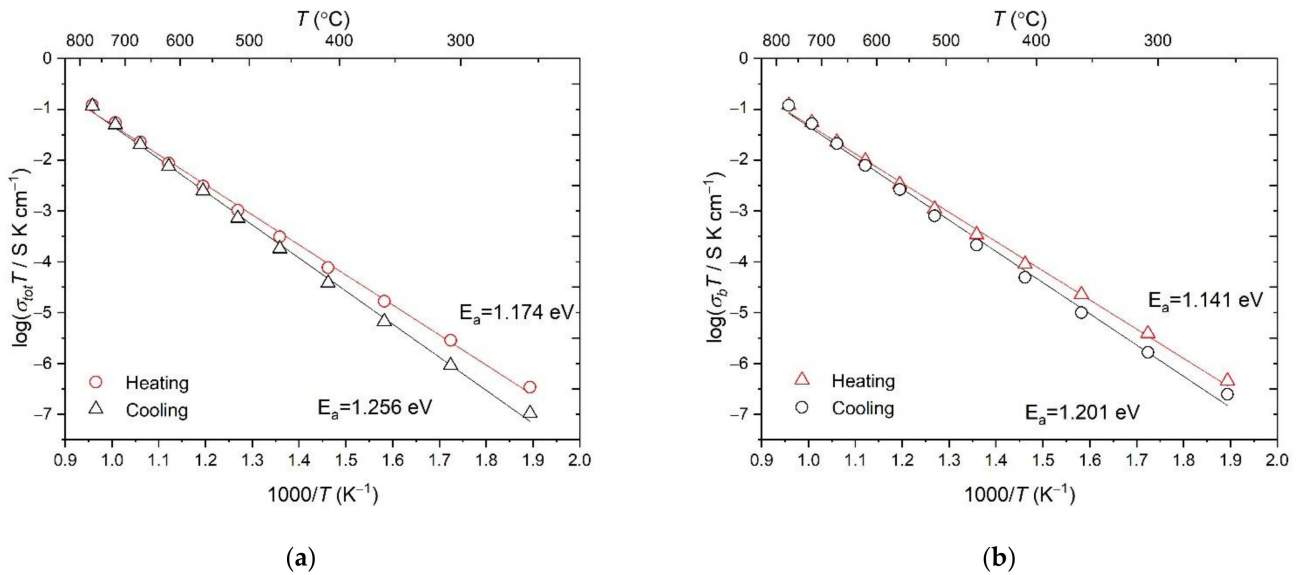 T (°C)
800 700 600 500 400 300
0
−1
−2
−3
−4
−5
−6
−7
log(σtotT / S K cm⁻¹)
Ea=1.174 eV
Heating
Cooling
Ea=1.256 eV
0.9 1.0 1.1 1.2 1.3 1.4 1.5 1.6 1.7 1.8 1.9 2.0
1000/T (K⁻¹)
(a)
T (°C)
800 700 600 500 400 300
0
−1
−2
−3
−4
−5
−6
−7
log(σbT / S K cm⁻¹)
Ea=1.141 eV
Heating
Cooling
Ea=1.201 eV
0.9 1.0 1.1 1.2 1.3 1.4 1.5 1.6 1.7 1.8 1.9 2.0
1000/T (K⁻¹)
(b)